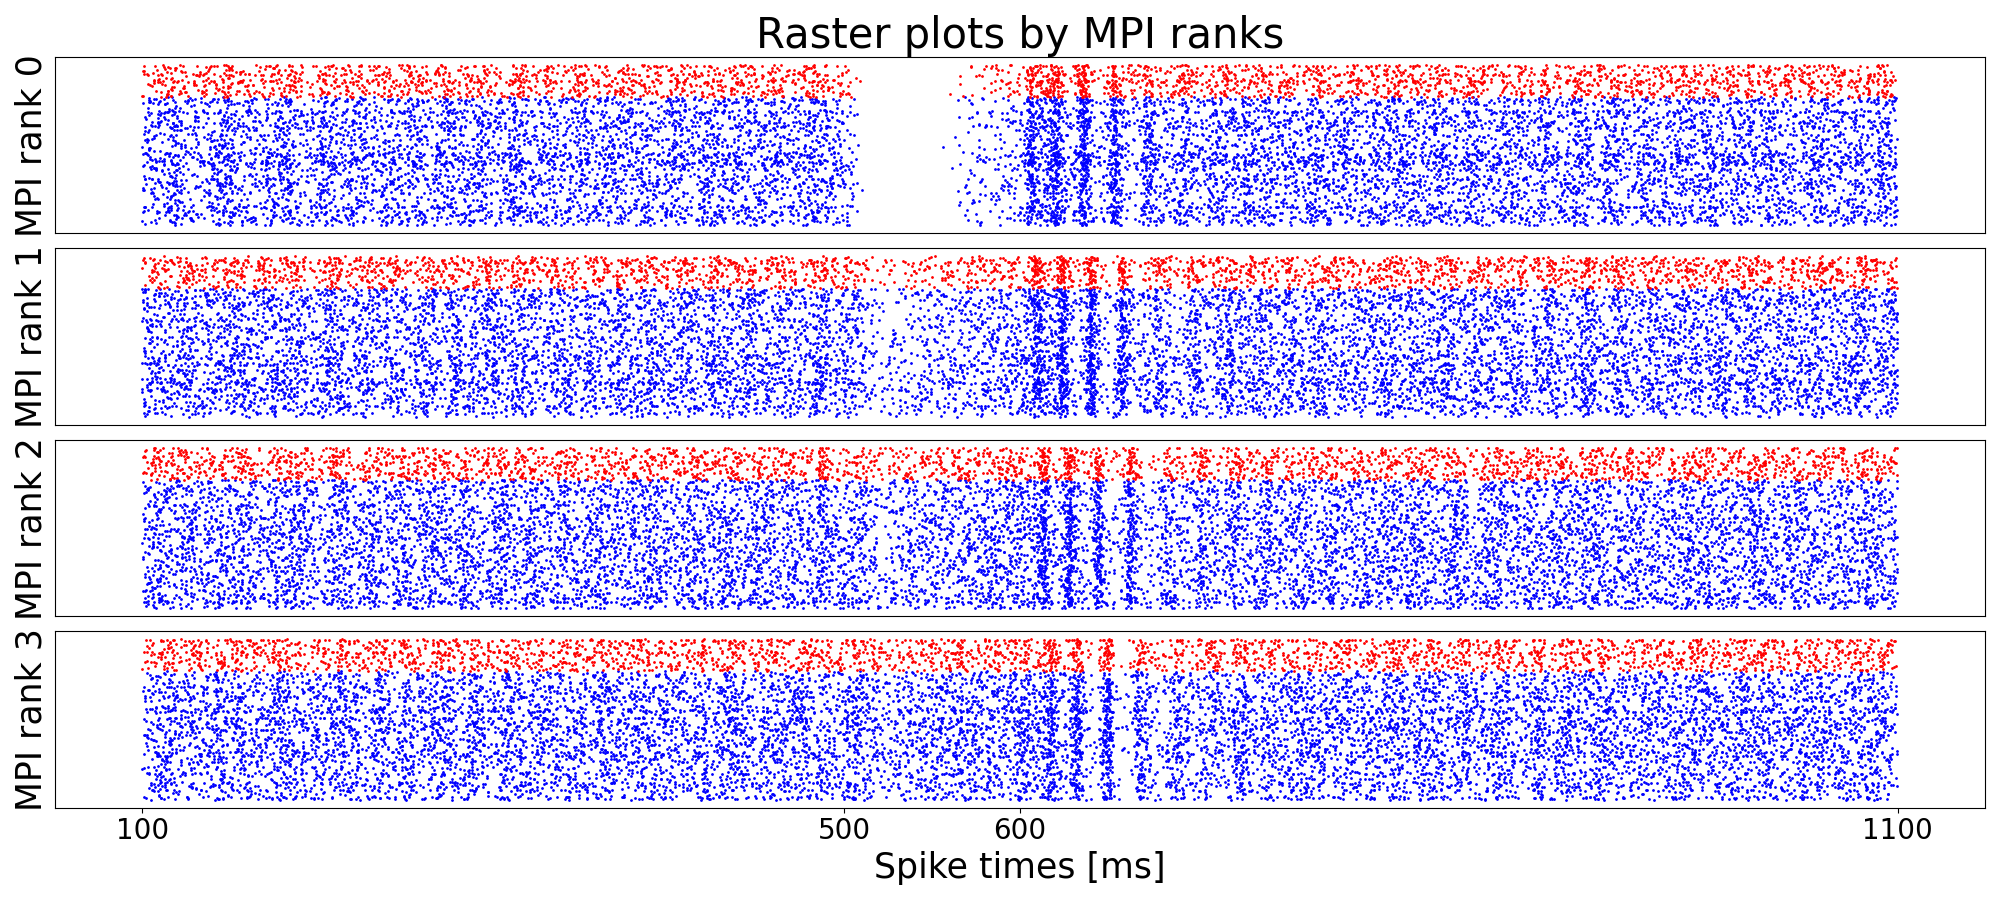 Raster plots by MPI ranks
MPI rank 0
MPI rank 1
MPI rank 2
MPI rank 3
100 500 600 1100
Spike times [ms]